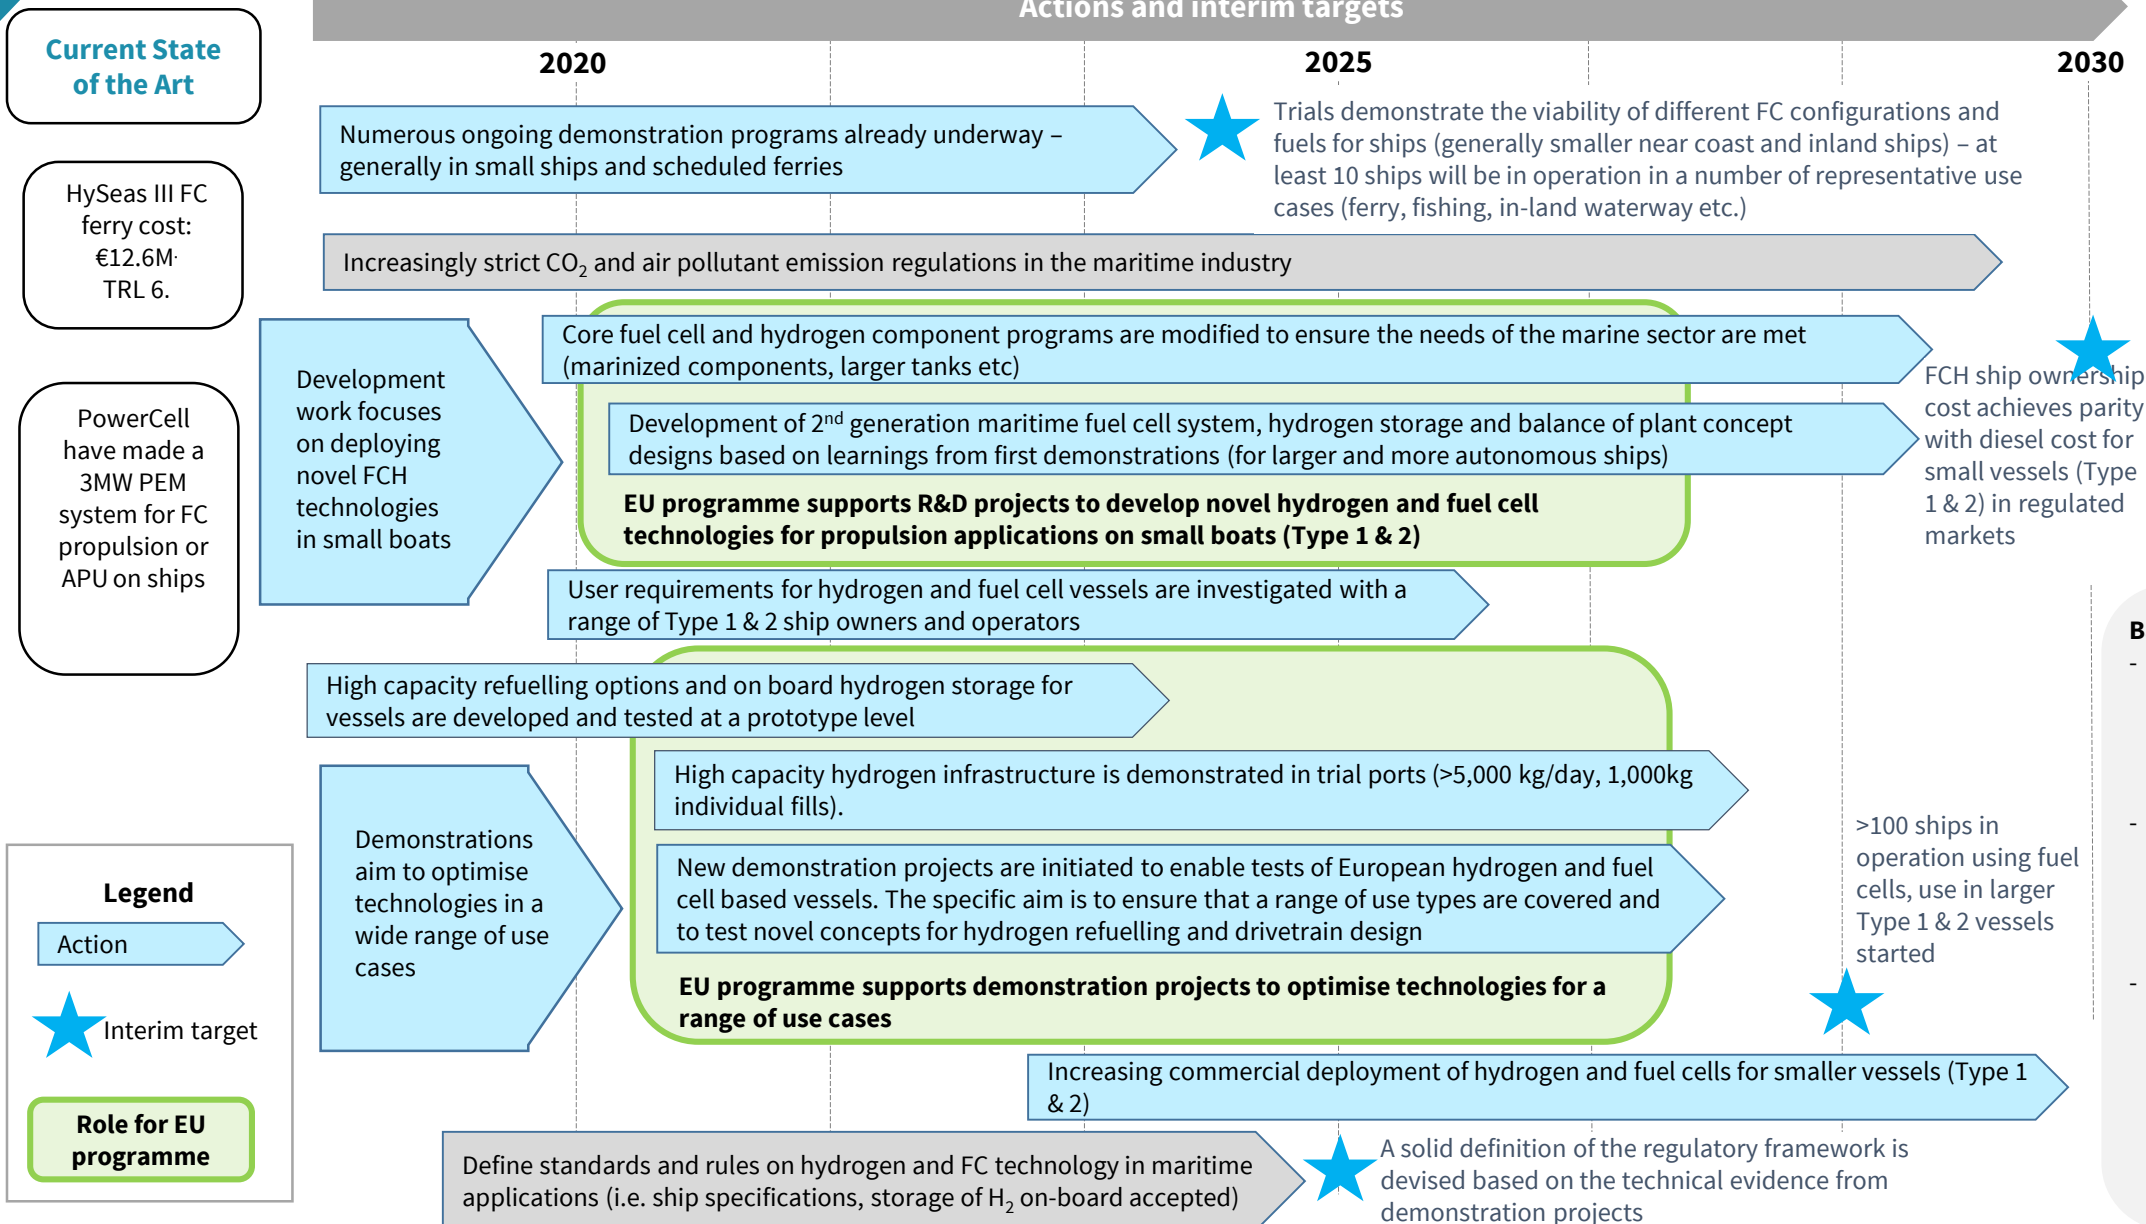 Actions and interim targets
Current State
of the Art
2020
2025
2030
Numerous ongoing demonstration programs already underway –
generally in small ships and scheduled ferries
Trials demonstrate the viability of different FC configurations and
fuels for ships (generally smaller near coast and inland ships) – at
least 10 ships will be in operation in a number of representative use
cases (ferry, fishing, in-land waterway etc.)
HySeas III FC
ferry cost:
€12.6M.
TRL 6.
Increasingly strict CO2 and air pollutant emission regulations in the maritime industry
Core fuel cell and hydrogen component programs are modified to ensure the needs of the marine sector are met
(marinized components, larger tanks etc)
Development
work focuses
on deploying
novel FCH
technologies
in small boats
FCH ship ownership
cost achieves parity
with diesel cost for
small vessels (Type
1 & 2) in regulated
markets
PowerCell
have made a
3MW PEM
system for FC
propulsion or
APU on ships
Development of 2nd generation maritime fuel cell system, hydrogen storage and balance of plant concept
designs based on learnings from first demonstrations (for larger and more autonomous ships)
EU programme supports R&D projects to develop novel hydrogen and fuel cell
technologies for propulsion applications on small boats (Type 1 & 2)
User requirements for hydrogen and fuel cell vessels are investigated with a
range of Type 1 & 2 ship owners and operators
B
-
-
-
High capacity refuelling options and on board hydrogen storage for
vessels are developed and tested at a prototype level
High capacity hydrogen infrastructure is demonstrated in trial ports (>5,000 kg/day, 1,000kg
individual fills).
Demonstrations
aim to optimise
technologies in a
wide range of use
cases
New demonstration projects are initiated to enable tests of European hydrogen and fuel
cell based vessels. The specific aim is to ensure that a range of use types are covered and
to test novel concepts for hydrogen refuelling and drivetrain design
>100 ships in
operation using fuel
cells, use in larger
Type 1 & 2 vessels
started
EU programme supports demonstration projects to optimise technologies for a
range of use cases
Legend
Action
Interim target
Role for EU
programme
Increasing commercial deployment of hydrogen and fuel cells for smaller vessels (Type 1
& 2)
Define standards and rules on hydrogen and FC technology in maritime
applications (i.e. ship specifications, storage of H2 on-board accepted)
A solid definition of the regulatory framework is
devised based on the technical evidence from
demonstration projects